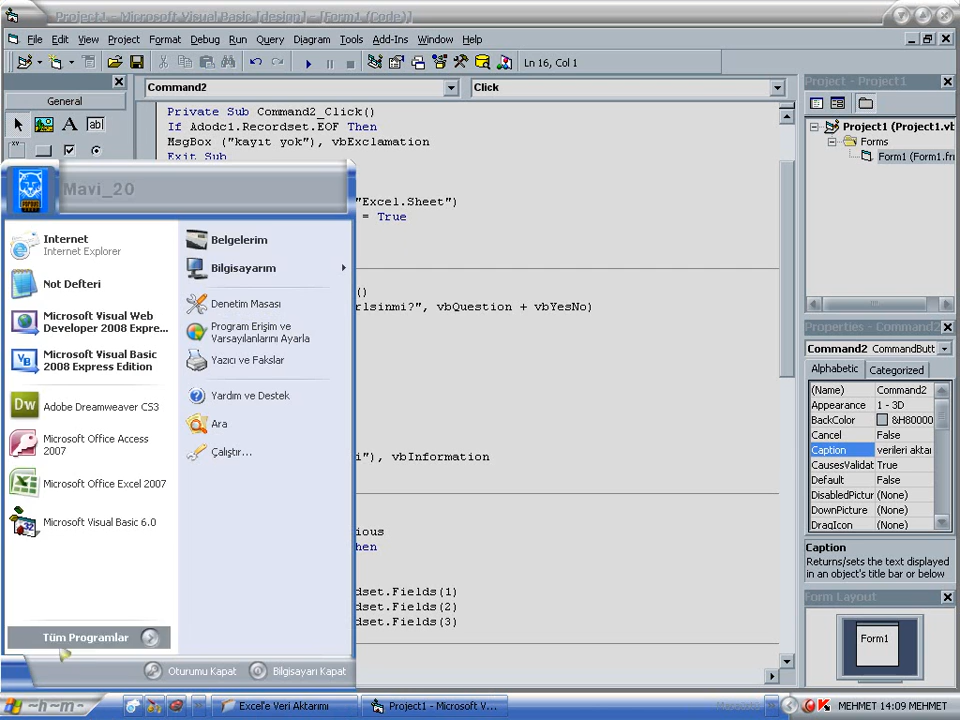 Project1 - Microsoft Visual Basic [design] - [Form1 (Code)]
File Edit View Project Format Debug Run Query Diagram Tools Add-Ins Window Help
Ln 16, Col 1
General
Command2
Click
Private Sub Command2_Click()
If Adodc1.Recordset.EOF Then
MsgBox ("kayıt yok"), vbExclamation
Exit Sub
"Excel.Sheet")
= True
()
rlsinmi?", vbQuestion + vbYesNo)
i"), vbInformation
ious
hen
dset.Fields(1)
dset.Fields(2)
dset.Fields(3)
Mavi_20
Internet
Internet Explorer
Not Defteri
Microsoft Visual Web
Developer 2008 Expre...
Microsoft Visual Basic
2008 Express Edition
Adobe Dreamweaver CS3
Microsoft Office Access
2007
Microsoft Office Excel 2007
Microsoft Visual Basic 6.0
Tüm Programlar
Belgelerim
Bilgisayarım
Denetim Masası
Program Erişim ve
Varsayılanlarını Ayarla
Yazıcı ve Fakslar
Yardım ve Destek
Ara
Çalıştır...
Oturumu Kapat
Bilgisayarı Kapat
Project - Project1
Project1 (Project1.vb
Forms
Form1 (Form1.fr
Properties - Command2
Command2 CommandButt
Alphabetic Categorized
(Name) Command2
Appearance 1 - 3D
BackColor &H80000
Cancel False
Caption verileri aktar
CausesValidat True
Default False
DisabledPictur (None)
DownPicture (None)
DragIcon (None)
Caption
Returns/sets the text displayed
in an object's title bar or below
Form Layout
Form1
~h~m~
Excel'e Veri Aktarımı
Project1 - Microsoft V...
MEHMET 14:09 MEHMET